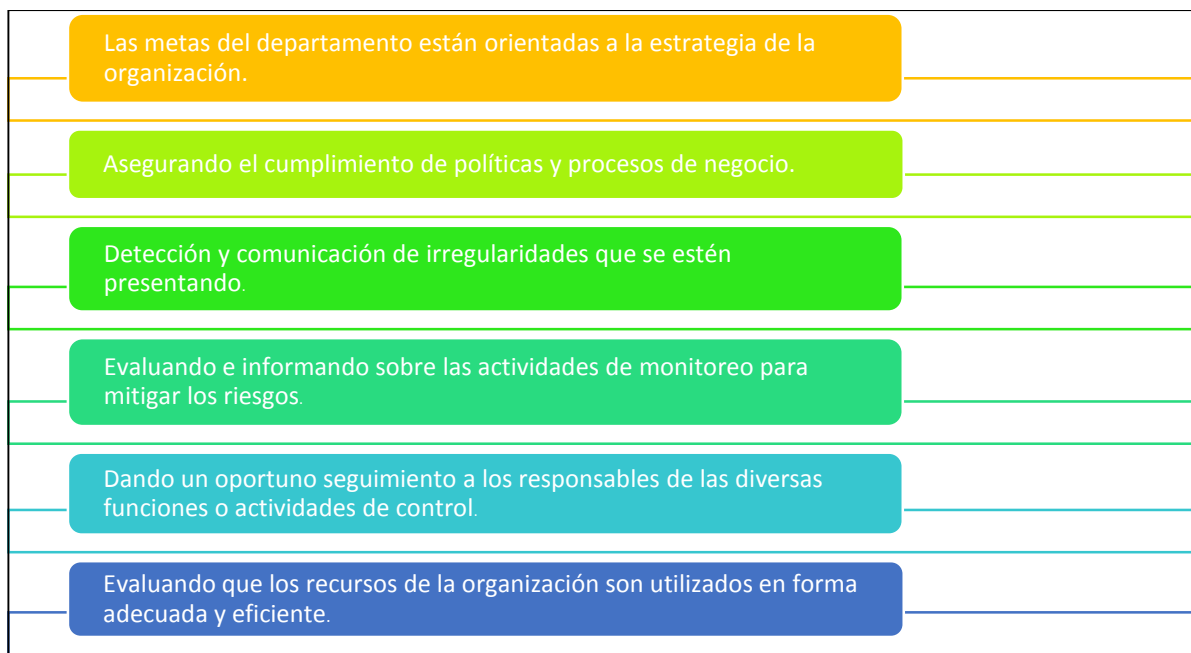 Las metas del departamento están orientadas a la estrategia de la
organización.
Asegurando el cumplimiento de políticas y procesos de negocio.
Detección y comunicación de irregularidades que se estén
presentando.
Evaluando e informando sobre las actividades de monitoreo para
mitigar los riesgos.
Dando un oportuno seguimiento a los responsables de las diversas
funciones o actividades de control.
Evaluando que los recursos de la organización son utilizados en forma
adecuada y eficiente.